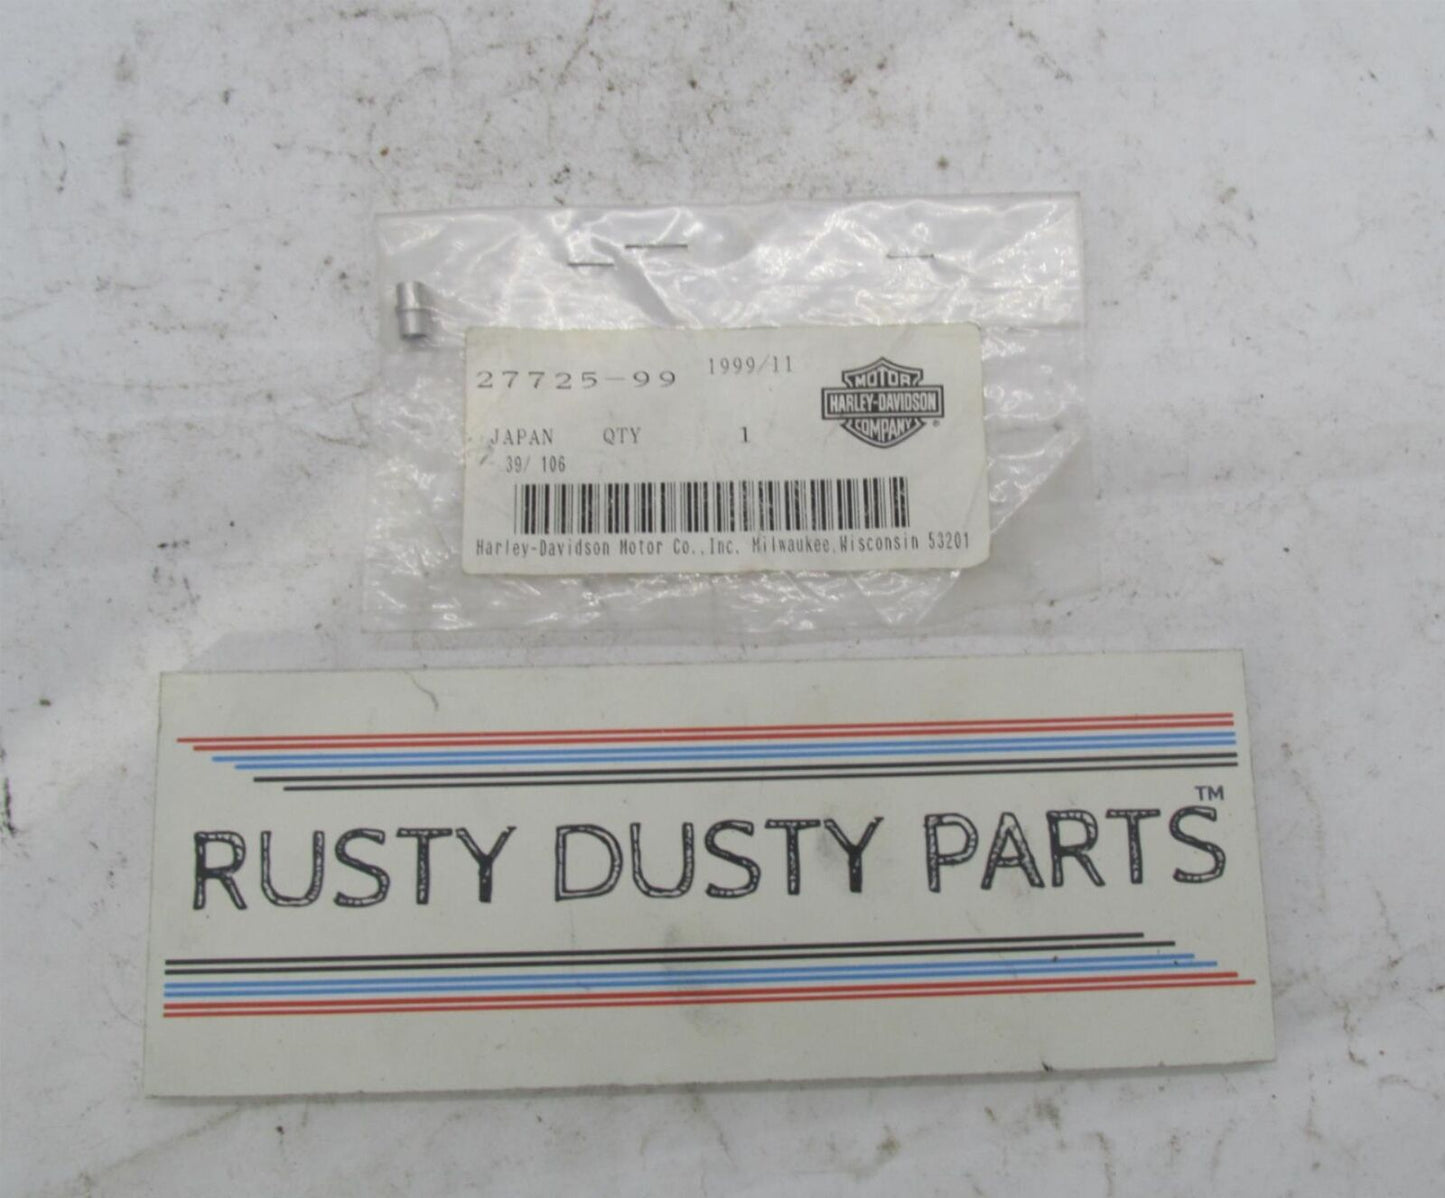 27725-99 1999/11
MOTOR
HARLEY-DAVIDSON
COMPANY
®
JAPAN QTY 1
39/ 106
Harley-Davidson Motor Co.,Inc. Milwaukee,Wisconsin 53201
RUSTY DUSTY PARTS™